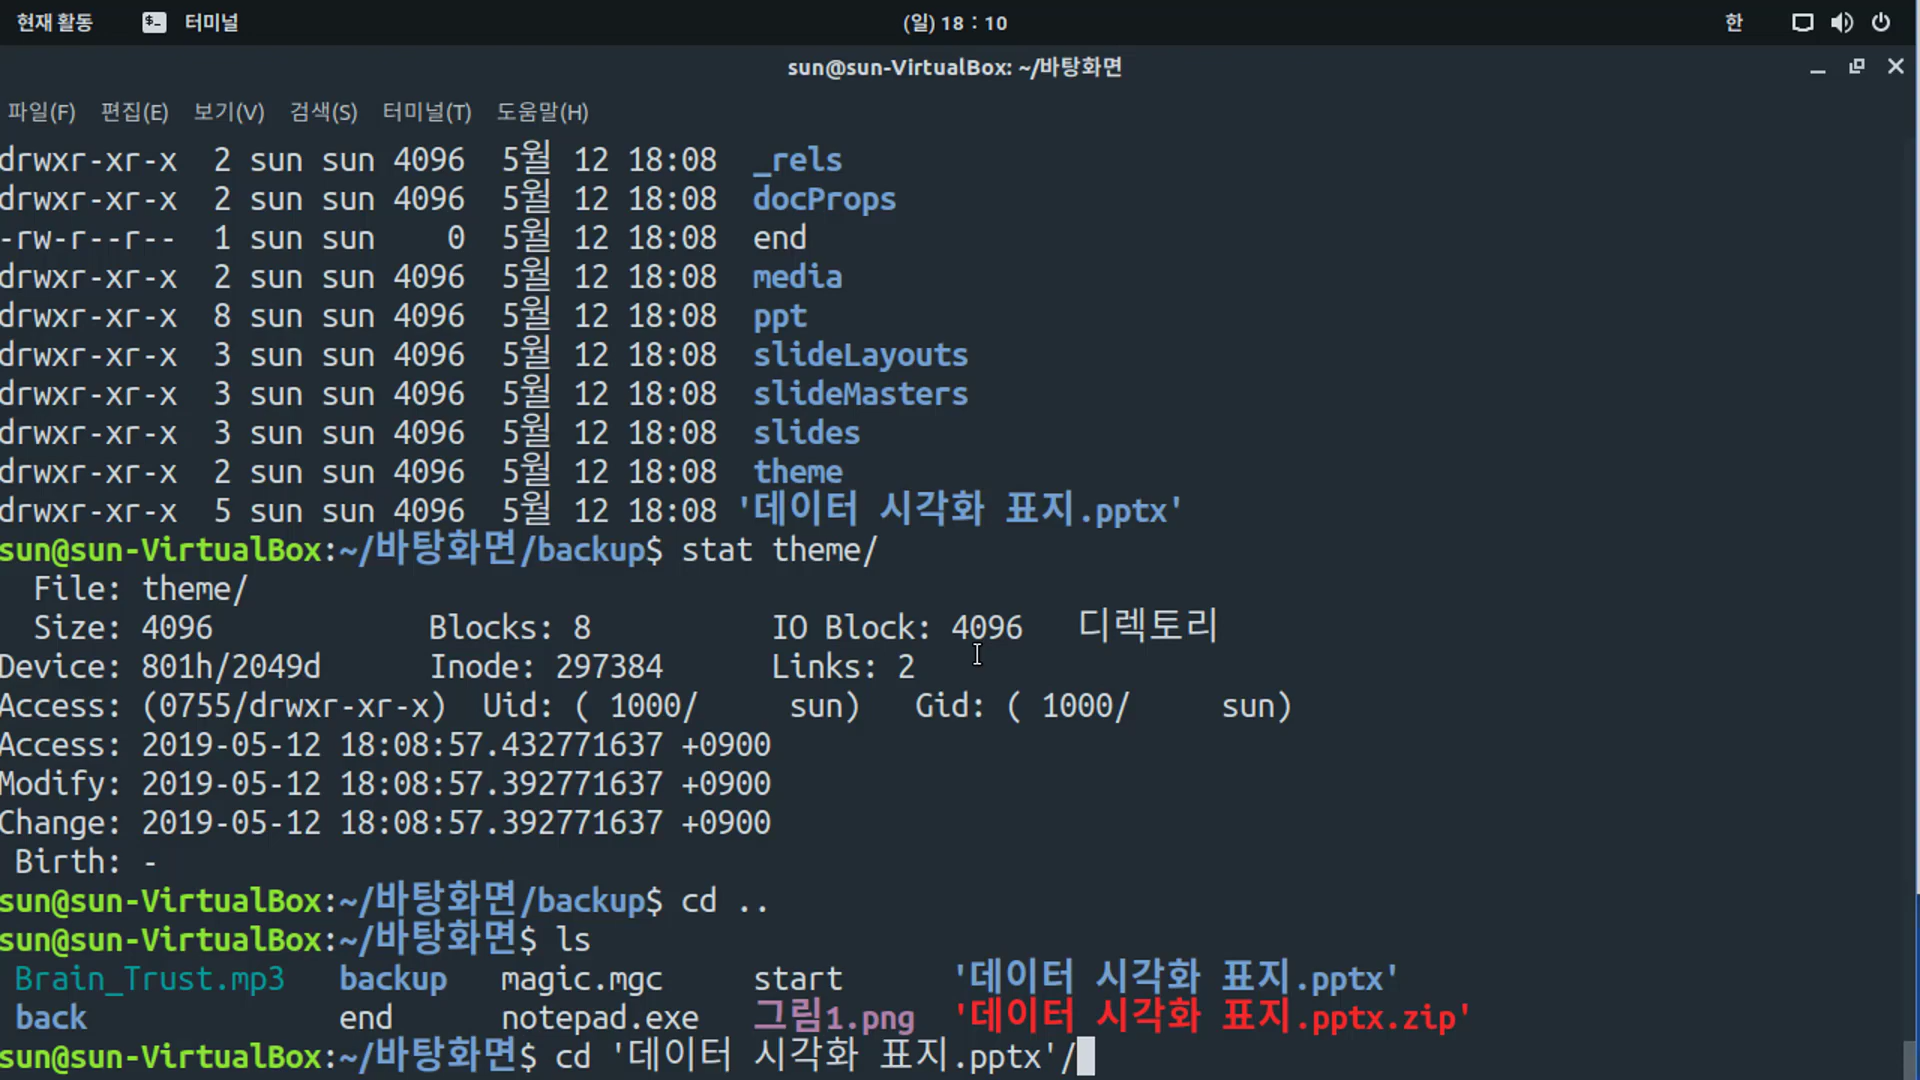 현재 활동 터미널 (일) 18 : 10 한
sun@sun-VirtualBox: ~/바탕화면
파일(F) 편집(E) 보기(V) 검색(S) 터미널(T) 도움말(H)
drwxr-xr-x 2 sun sun 4096 5월 12 18:08 _rels
drwxr-xr-x 2 sun sun 4096 5월 12 18:08 docProps
-rw-r--r-- 1 sun sun 0 5월 12 18:08 end
drwxr-xr-x 2 sun sun 4096 5월 12 18:08 media
drwxr-xr-x 8 sun sun 4096 5월 12 18:08 ppt
drwxr-xr-x 3 sun sun 4096 5월 12 18:08 slideLayouts
drwxr-xr-x 3 sun sun 4096 5월 12 18:08 slideMasters
drwxr-xr-x 3 sun sun 4096 5월 12 18:08 slides
drwxr-xr-x 2 sun sun 4096 5월 12 18:08 theme
drwxr-xr-x 5 sun sun 4096 5월 12 18:08 '데이터 시각화 표지.pptx'
sun@sun-VirtualBox:~/바탕화면/backup$ stat theme/
File: theme/
Size: 4096 Blocks: 8 IO Block: 4096 디렉토리
Device: 801h/2049d Inode: 297384 Links: 2
Access: (0755/drwxr-xr-x) Uid: ( 1000/ sun) Gid: ( 1000/ sun)
Access: 2019-05-12 18:08:57.432771637 +0900
Modify: 2019-05-12 18:08:57.392771637 +0900
Change: 2019-05-12 18:08:57.392771637 +0900
Birth: -
sun@sun-VirtualBox:~/바탕화면/backup$ cd ..
sun@sun-VirtualBox:~/바탕화면$ ls
Brain_Trust.mp3 backup magic.mgc start '데이터 시각화 표지.pptx'
back end notepad.exe 그림1.png '데이터 시각화 표지.pptx.zip'
sun@sun-VirtualBox:~/바탕화면$ cd '데이터 시각화 표지.pptx'/